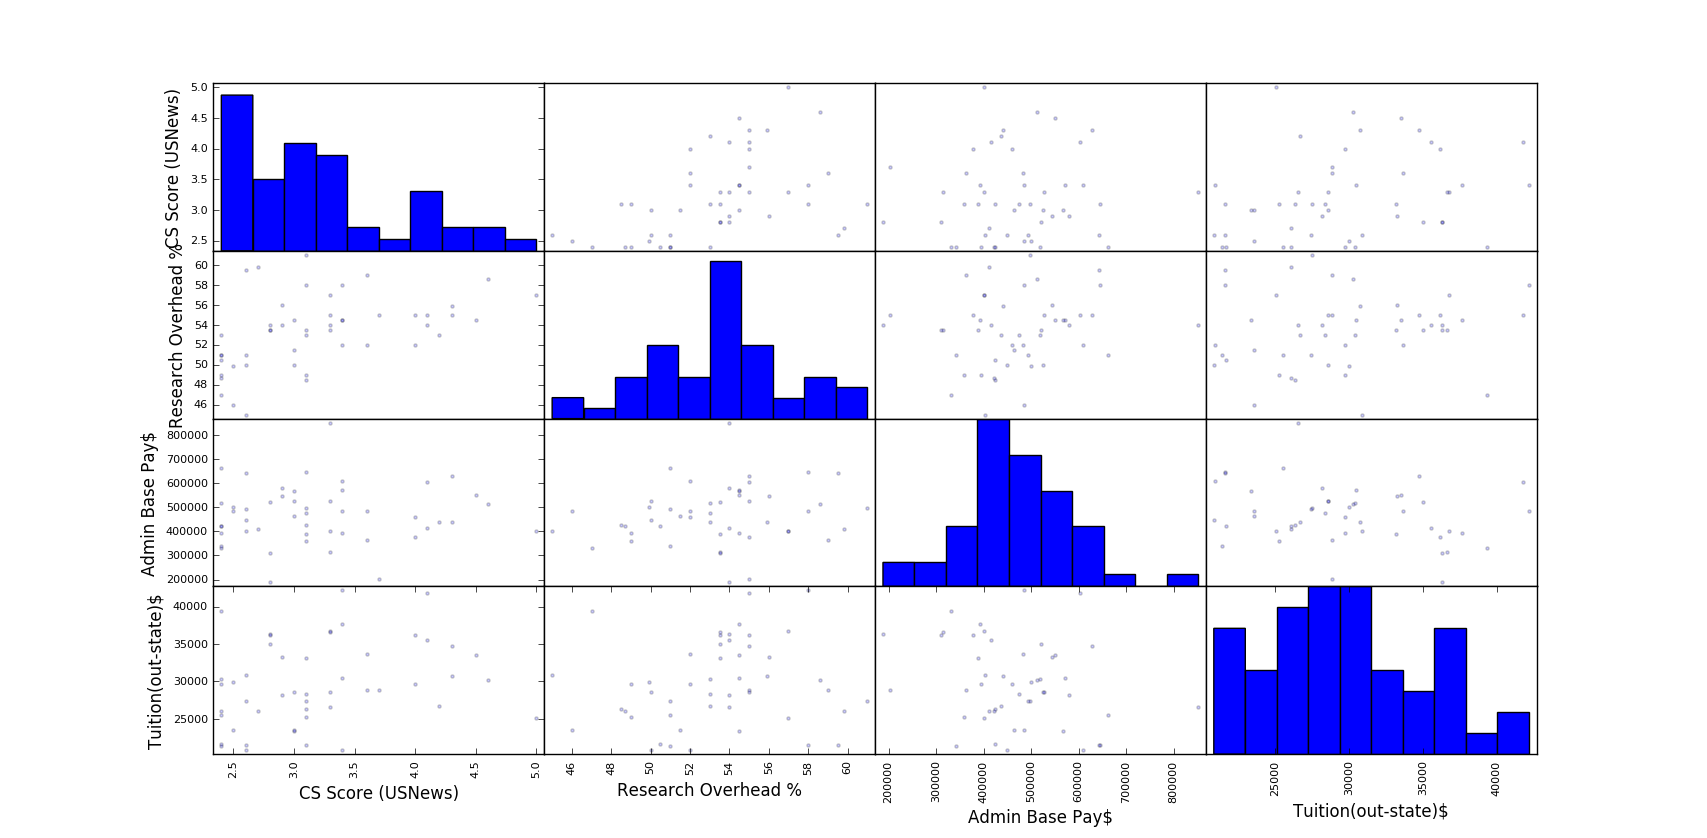 5.0
4.5
4.0
3.5
3.0
2.5
CS Score (USNews)
60
58
56
54
52
50
48
46
Research Overhead %
800000
700000
600000
500000
400000
300000
200000
Admin Base Pay$
40000
35000
30000
25000
Tuition(out-state)$
2.5 3.0 3.5 4.0 4.5 5.0
CS Score (USNews)
46 48 50 52 54 56 58 60
Research Overhead %
200000 300000 400000 500000 600000 700000 800000
Admin Base Pay$
25000 30000 35000 40000
Tuition(out-state)$